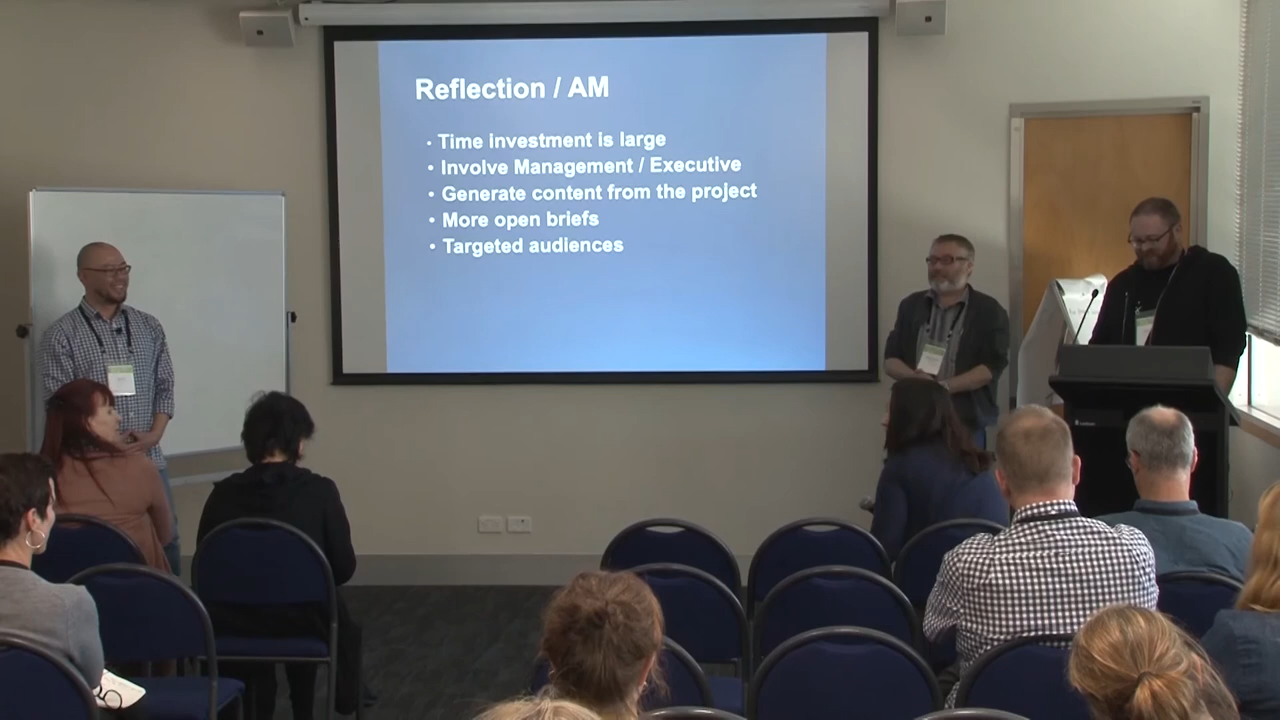 Reflection / AM
• Time investment is large
• Involve Management / Executive
• Generate content from the project
• More open briefs
• Targeted audiences